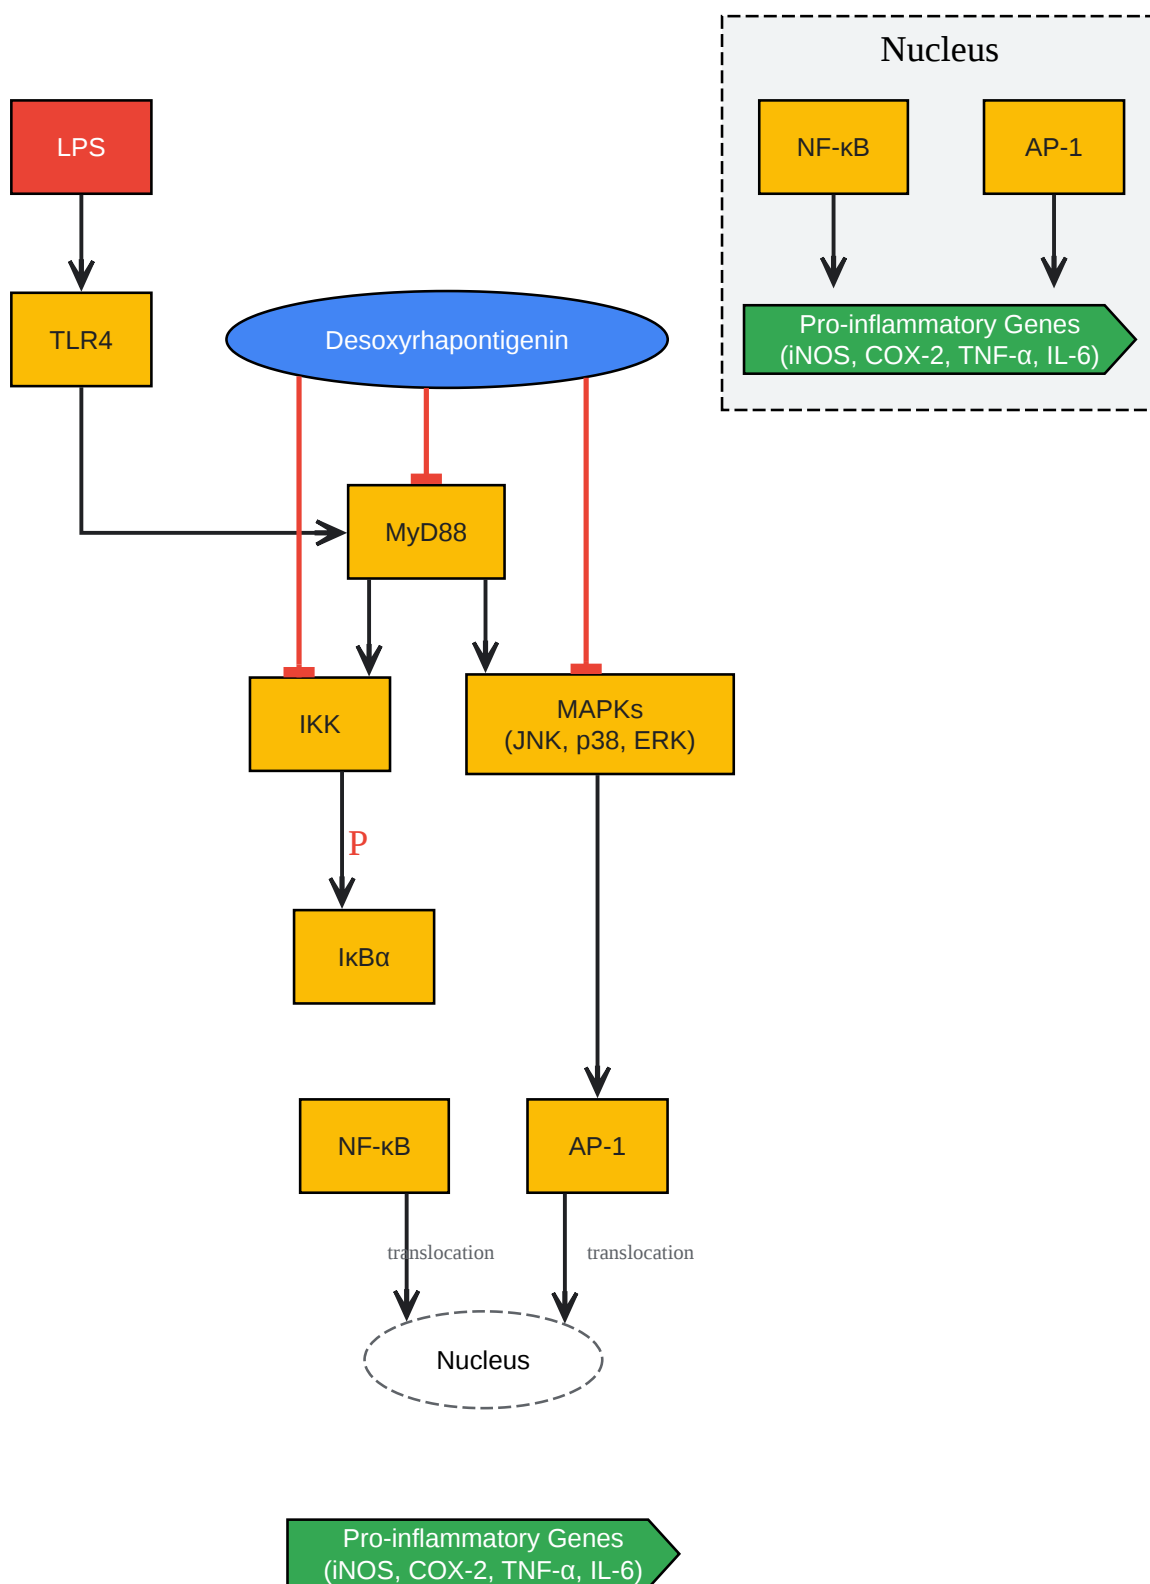 Nucleus
LPS
NF-κB
AP-1
TLR4
Desoxyrhapontigenin
Pro-inflammatory Genes
(iNOS, COX-2, TNF-α, IL-6)
MyD88
IKK
MAPKs
(JNK, p38, ERK)
P
IκBα
NF-κB
AP-1
translocation
translocation
Nucleus
Pro-inflammatory Genes
(iNOS, COX-2, TNF-α, IL-6)